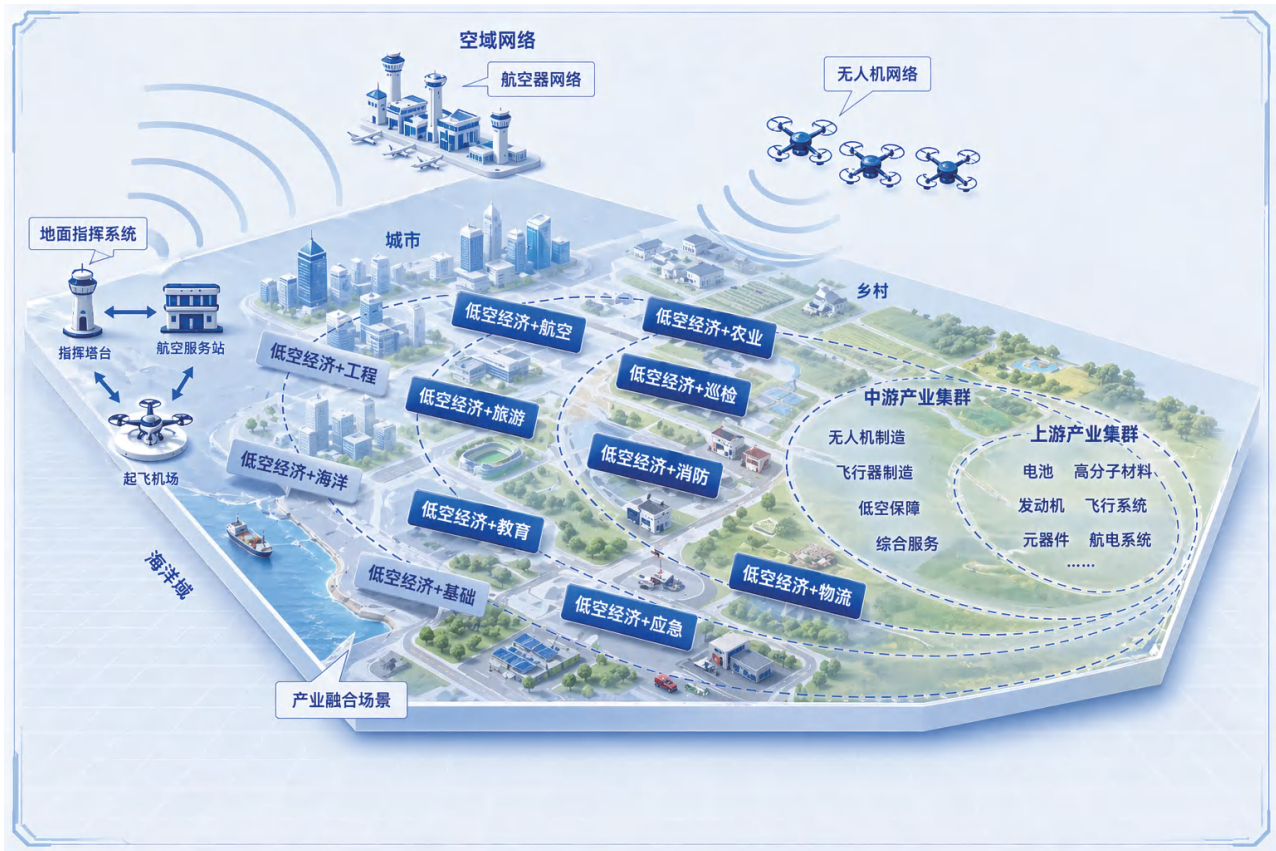 空域网络
航空器网络
无人机网络
地面指挥系统
城市
乡村
指挥塔台
航空服务站
起飞机场
低空经济+航空
低空经济+农业
低空经济+工程
低空经济+巡检
低空经济+旅游
低空经济+消防
低空经济+海洋
低空经济+教育
低空经济+基础
低空经济+应急
低空经济+物流
中游产业集群
无人机制造
飞行器制造
低空保障
综合服务
上游产业集群
电池 高分子材料
发动机 飞行系统
元器件 航电系统
……
海洋域
产业融合场景